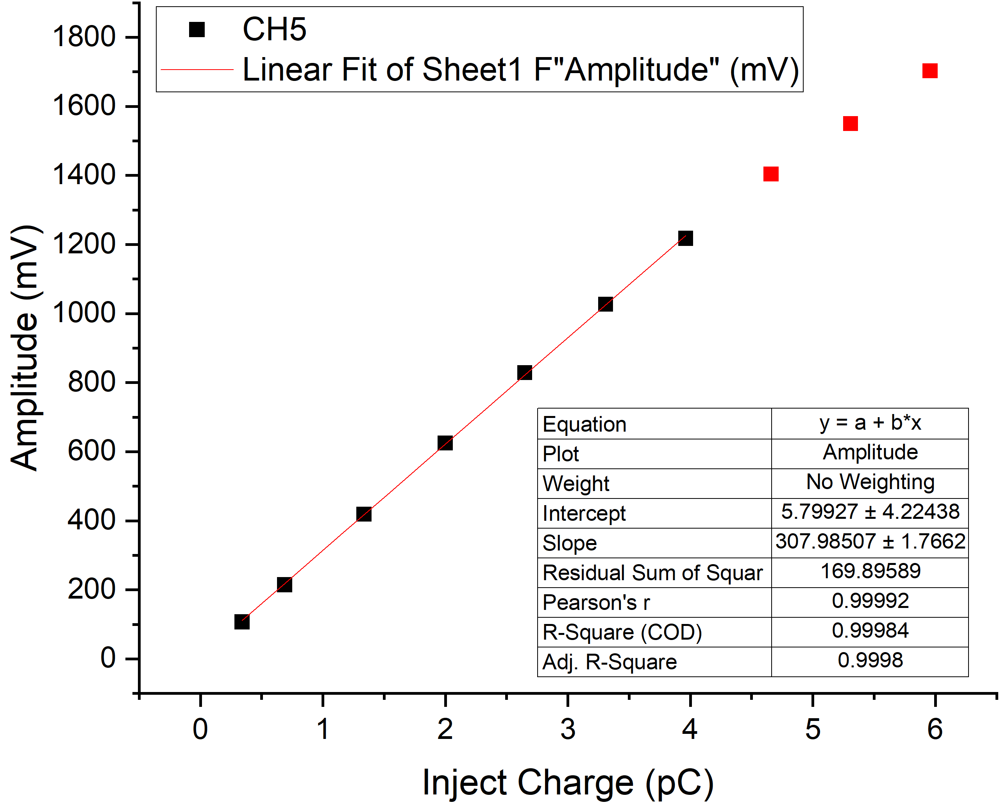 CH5
Linear Fit of Sheet1 F"Amplitude" (mV)
1800
1600
1400
1200
1000
800
600
400
200
0
Amplitude (mV)
Equation y = a + b*x
Plot Amplitude
Weight No Weighting
Intercept 5.79927 ± 4.22438
Slope 307.98507 ± 1.7662
Residual Sum of Squar 169.89589
Pearson's r 0.99992
R-Square (COD) 0.99984
Adj. R-Square 0.9998
0 1 2 3 4 5 6
Inject Charge (pC)